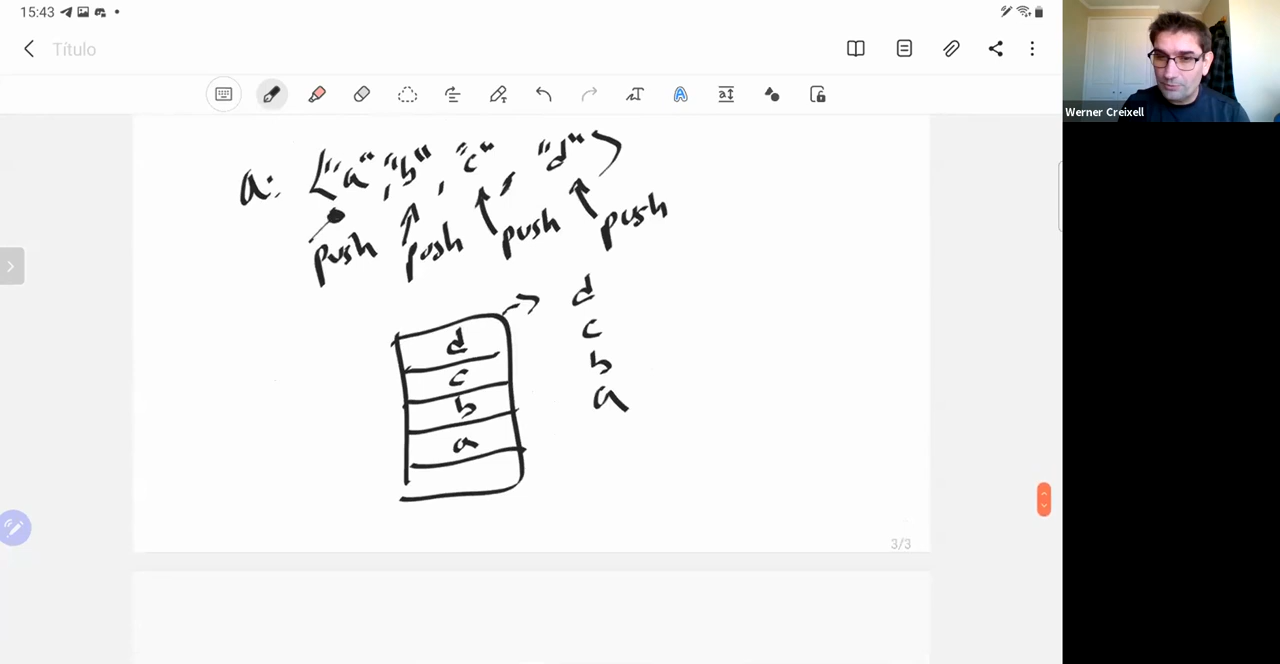 15:43
Título
Werner Creixell
a: ["a", "b", "c", "d"]
push push push push
d
c
b
a
d
c
b
a
3/3